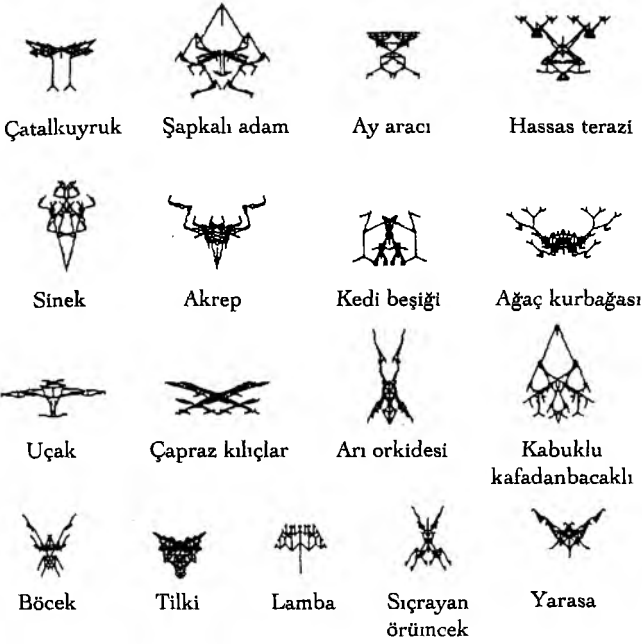 Çatalkuyruk Şapkalı adam Ay aracı Hassas terazi
Sinek Akrep Kedi beşiği Ağaç kurbağası
Uçak Çapraz kılıçlar Arı orkidesi Kabuklu
kafadanbacaklı
Böcek Tilki Lamba Sıçrayan Yarasa
örümcek